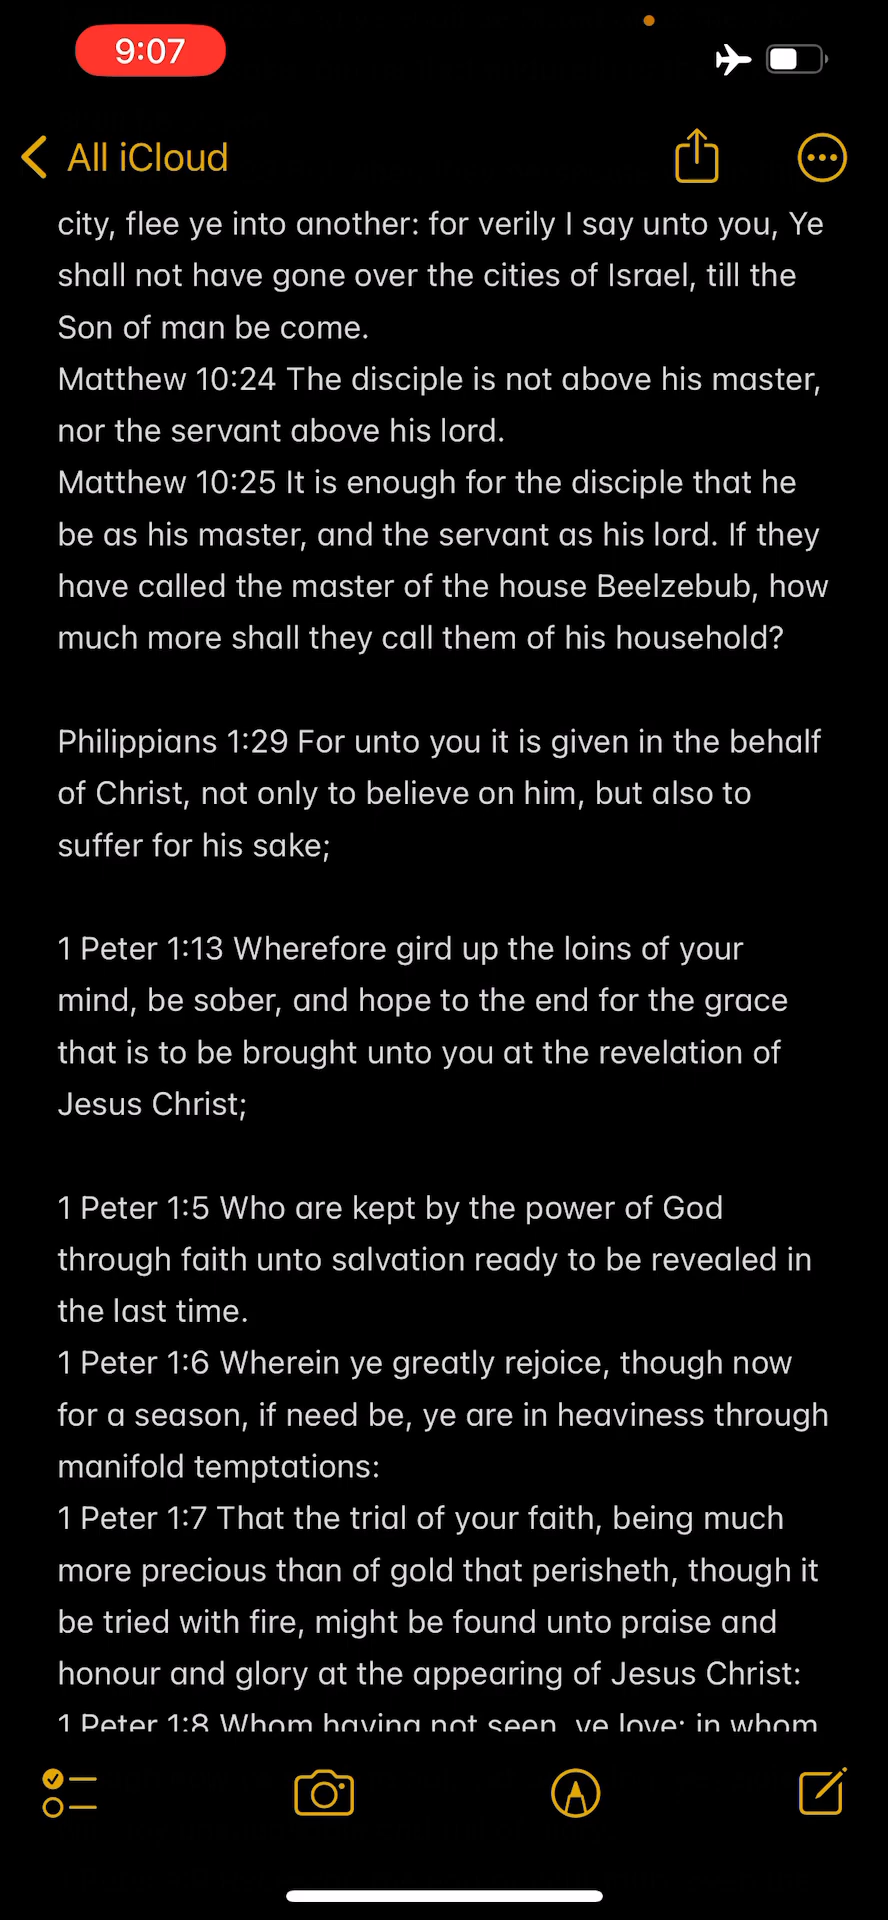 9:07
All iCloud
city, flee ye into another: for verily I say unto you, Ye
shall not have gone over the cities of Israel, till the
Son of man be come.
Matthew 10:24 The disciple is not above his master,
nor the servant above his lord.
Matthew 10:25 It is enough for the disciple that he
be as his master, and the servant as his lord. If they
have called the master of the house Beelzebub, how
much more shall they call them of his household?
Philippians 1:29 For unto you it is given in the behalf
of Christ, not only to believe on him, but also to
suffer for his sake;
1 Peter 1:13 Wherefore gird up the loins of your
mind, be sober, and hope to the end for the grace
that is to be brought unto you at the revelation of
Jesus Christ;
1 Peter 1:5 Who are kept by the power of God
through faith unto salvation ready to be revealed in
the last time.
1 Peter 1:6 Wherein ye greatly rejoice, though now
for a season, if need be, ye are in heaviness through
manifold temptations:
1 Peter 1:7 That the trial of your faith, being much
more precious than of gold that perisheth, though it
be tried with fire, might be found unto praise and
honour and glory at the appearing of Jesus Christ:
1 Peter 1:8 Whom having not seen, ye love; in whom